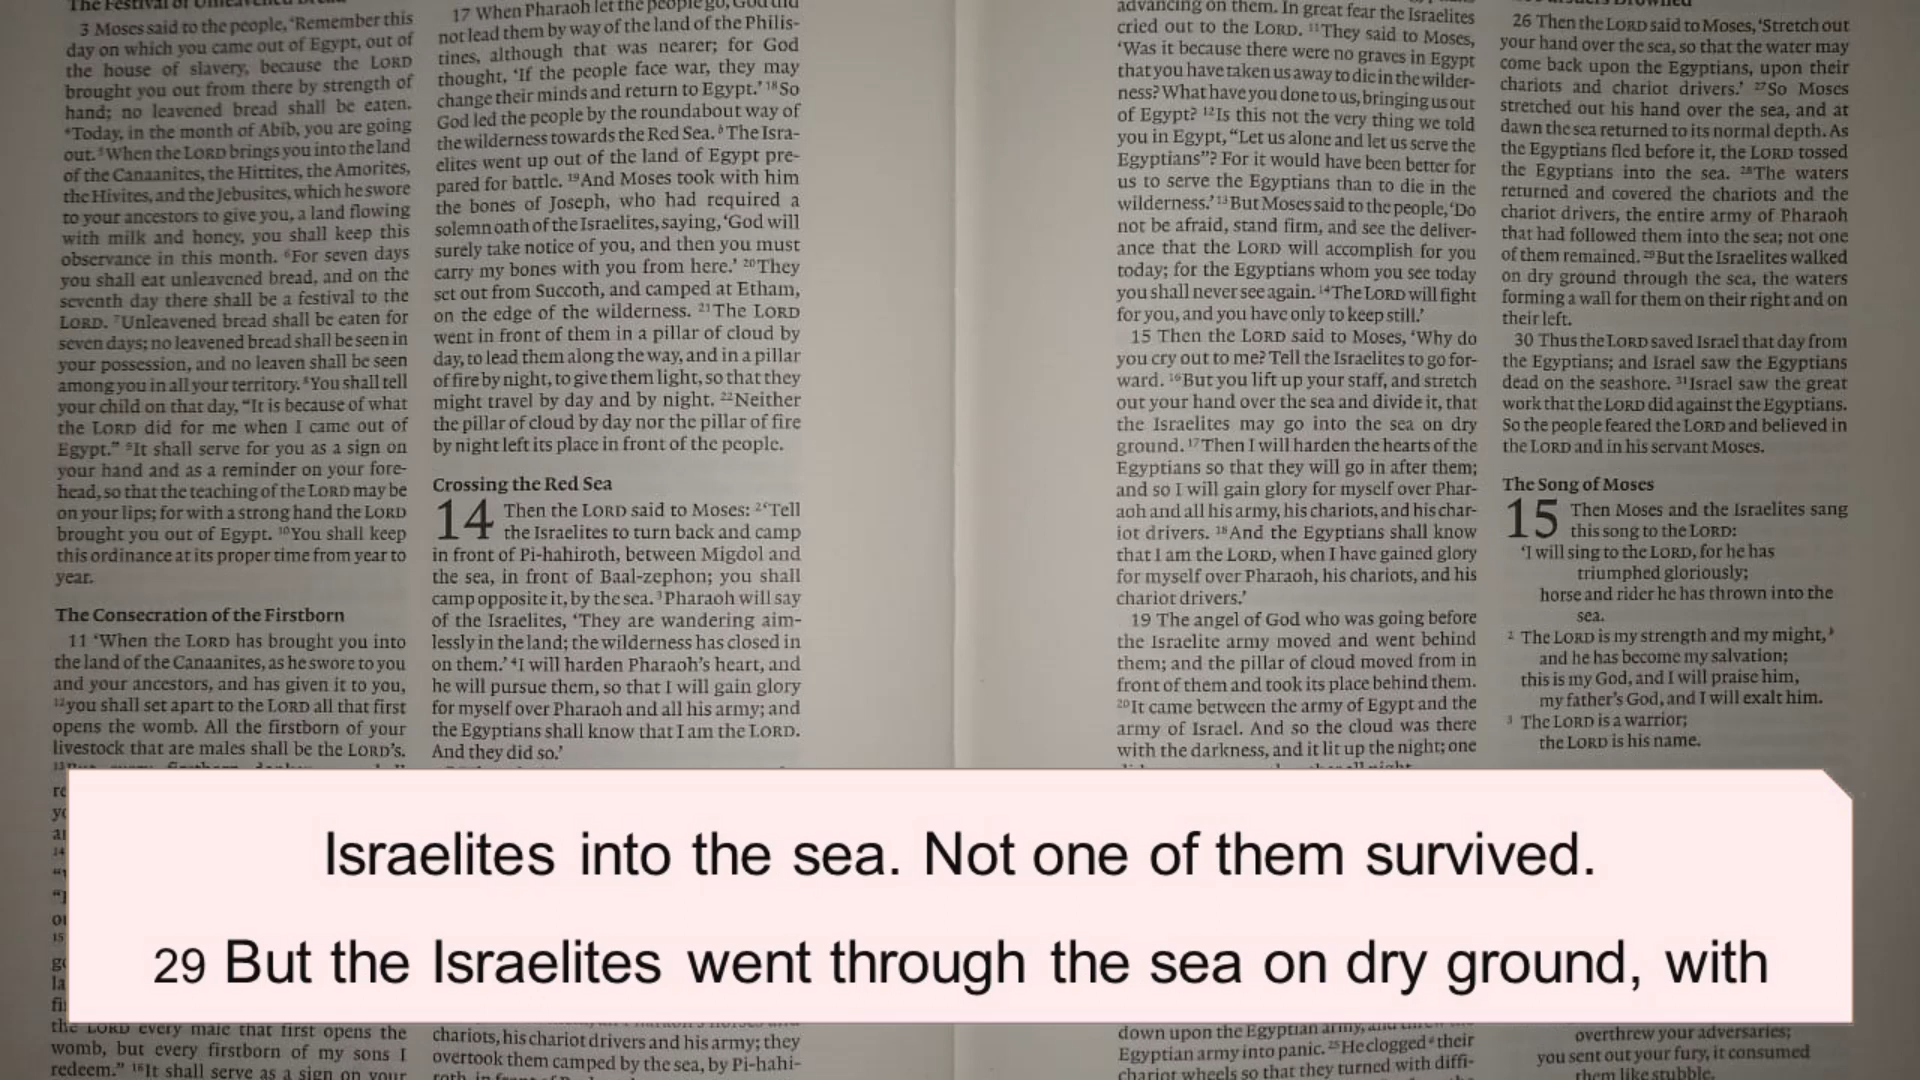 3 Moses said to the people, ‘Remember this
day on which you came out of Egypt, out of
the house of slavery, because the LORD
brought you out from there by strength of
hand; no leavened bread shall be eaten.
⁴Today, in the month of Abib, you are going
out. ⁵When the LORD brings you into the land
of the Canaanites, the Hittites, the Amorites,
the Hivites, and the Jebusites, which he swore
to your ancestors to give you, a land flowing
with milk and honey, you shall keep this
observance in this month. ⁶For seven days
you shall eat unleavened bread, and on the
seventh day there shall be a festival to the
LORD. ⁷Unleavened bread shall be eaten for
seven days; no leavened bread shall be seen in
your possession, and no leaven shall be seen
among you in all your territory. ⁸You shall tell
your child on that day, “It is because of what
the LORD did for me when I came out of
Egypt.” ⁹It shall serve for you as a sign on
your hand and as a reminder on your fore-
head, so that the teaching of the LORD may be
on your lips; for with a strong hand the LORD
brought you out of Egypt. ¹⁰You shall keep
this ordinance at its proper time from year to
year.
The Consecration of the Firstborn
11 ‘When the LORD has brought you into
the land of the Canaanites, as he swore to you
and your ancestors, and has given it to you,
¹²you shall set apart to the LORD all that first
opens the womb. All the firstborn of your
livestock that are males shall be the LORD’s.
the LORD every male that first opens the
womb, but every firstborn of my sons I
redeem.” ¹⁶It shall serve as a sign on your
17 When Pharaoh let the people go, God did
not lead them by way of the land of the Philis-
tines, although that was nearer; for God
thought, ‘If the people face war, they may
change their minds and return to Egypt.’ ¹⁸So
God led the people by the roundabout way of
the wilderness towards the Red Sea. The Isra-
elites went up out of the land of Egypt pre-
pared for battle. ¹⁹And Moses took with him
the bones of Joseph, who had required a
solemn oath of the Israelites, saying, ‘God will
surely take notice of you, and then you must
carry my bones with you from here.’ ²⁰They
set out from Succoth, and camped at Etham,
on the edge of the wilderness. ²¹The LORD
went in front of them in a pillar of cloud by
day, to lead them along the way, and in a pillar
of fire by night, to give them light, so that they
might travel by day and by night. ²²Neither
the pillar of cloud by day nor the pillar of fire
by night left its place in front of the people.
Crossing the Red Sea
14 Then the LORD said to Moses: ²‘Tell
the Israelites to turn back and camp
in front of Pi-hahiroth, between Migdol and
the sea, in front of Baal-zephon; you shall
camp opposite it, by the sea. ³Pharaoh will say
of the Israelites, ‘They are wandering aim-
lessly in the land; the wilderness has closed in
on them.’ ⁴I will harden Pharaoh’s heart, and
he will pursue them, so that I will gain glory
for myself over Pharaoh and all his army; and
the Egyptians shall know that I am the LORD.
And they did so.’
chariots, his chariot drivers and his army; they
overtook them camped by the sea, by Pi-hahi-
advancing on them. In great fear the Israelites
cried out to the LORD. ¹¹They said to Moses,
‘Was it because there were no graves in Egypt
that you have taken us away to die in the wilder-
ness? What have you done to us, bringing us out
of Egypt? ¹²Is this not the very thing we told
you in Egypt, “Let us alone and let us serve the
Egyptians”? For it would have been better for
us to serve the Egyptians than to die in the
wilderness.’ ¹³But Moses said to the people, ‘Do
not be afraid, stand firm, and see the deliver-
ance that the LORD will accomplish for you
today; for the Egyptians whom you see today
you shall never see again. ¹⁴The LORD will fight
for you, and you have only to keep still.’
15 Then the LORD said to Moses, ‘Why do
you cry out to me? Tell the Israelites to go for-
ward. ¹⁶But you lift up your staff, and stretch
out your hand over the sea and divide it, that
the Israelites may go into the sea on dry
ground. ¹⁷Then I will harden the hearts of the
Egyptians so that they will go in after them;
and so I will gain glory for myself over Phar-
aoh and all his army, his chariots, and his char-
iot drivers. ¹⁸And the Egyptians shall know
that I am the LORD, when I have gained glory
for myself over Pharaoh, his chariots, and his
chariot drivers.’
19 The angel of God who was going before
the Israelite army moved and went behind
them; and the pillar of cloud moved from in
front of them and took its place behind them.
²⁰It came between the army of Egypt and the
army of Israel. And so the cloud was there
with the darkness, and it lit up the night; one
down upon the Egyptian army,
Egyptian army into panic. ²⁵He clogged their
chariot wheels so that they turned with diffi-
26 Then the LORD said to Moses, ‘Stretch out
your hand over the sea, so that the water may
come back upon the Egyptians, upon their
chariots and chariot drivers.’ ²⁷So Moses
stretched out his hand over the sea, and at
dawn the sea returned to its normal depth. As
the Egyptians fled before it, the LORD tossed
the Egyptians into the sea. ²⁸The waters
returned and covered the chariots and the
chariot drivers, the entire army of Pharaoh
that had followed them into the sea; not one
of them remained. ²⁹But the Israelites walked
on dry ground through the sea, the waters
forming a wall for them on their right and on
their left.
30 Thus the LORD saved Israel that day from
the Egyptians; and Israel saw the Egyptians
dead on the seashore. ³¹Israel saw the great
work that the LORD did against the Egyptians.
So the people feared the LORD and believed in
the LORD and in his servant Moses.
The Song of Moses
15 Then Moses and the Israelites sang
this song to the LORD:
‘I will sing to the LORD, for he has
triumphed gloriously;
horse and rider he has thrown into the
sea.
² The LORD is my strength and my might,
and he has become my salvation;
this is my God, and I will praise him,
my father’s God, and I will exalt him.
³ The LORD is a warrior;
the LORD is his name.
overthrew your adversaries;
you sent out your fury, it consumed
them like stubble.
Israelites into the sea. Not one of them survived.
29 But the Israelites went through the sea on dry ground, with